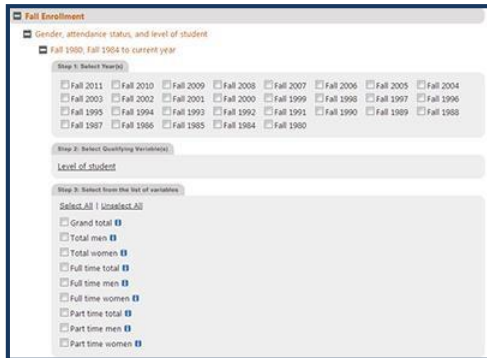 Fall Enrollment
Gender, attendance status, and level of student
Fall 1980, Fall 1984 to current year
Step 1: Select Year(s)
Fall 2011 Fall 2010 Fall 2009 Fall 2008 Fall 2007 Fall 2006 Fall 2005 Fall 2004
Fall 2003 Fall 2002 Fall 2001 Fall 2000 Fall 1999 Fall 1998 Fall 1997 Fall 1996
Fall 1995 Fall 1994 Fall 1993 Fall 1992 Fall 1991 Fall 1990 Fall 1989 Fall 1988
Fall 1987 Fall 1986 Fall 1985 Fall 1984 Fall 1980
Step 2: Select Qualifying Variable(s)
Level of student
Step 3: Select from the list of variables
Select All | Unselect All
Grand total
Total men
Total women
Full time total
Full time men
Full time women
Part time total
Part time men
Part time women